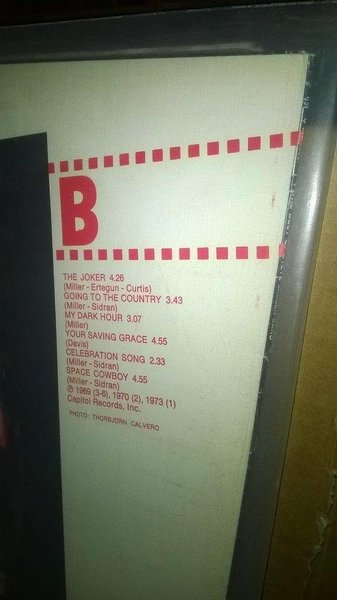 B
THE JOKER 4.26
(Miller - Ertegun - Curtis)
GOING TO THE COUNTRY 3.43
(Miller - Sidran)
MY DARK HOUR 3.07
(Miller)
YOUR SAVING GRACE 4.55
(Davis)
CELEBRATION SONG 2.33
(Miller - Sidran)
SPACE COWBOY 4.55
(Miller - Sidran)
℗ 1969 (3-6), 1970 (2), 1973 (1)
Capitol Records, Inc.
PHOTO: THORBJÖRN CALVERO